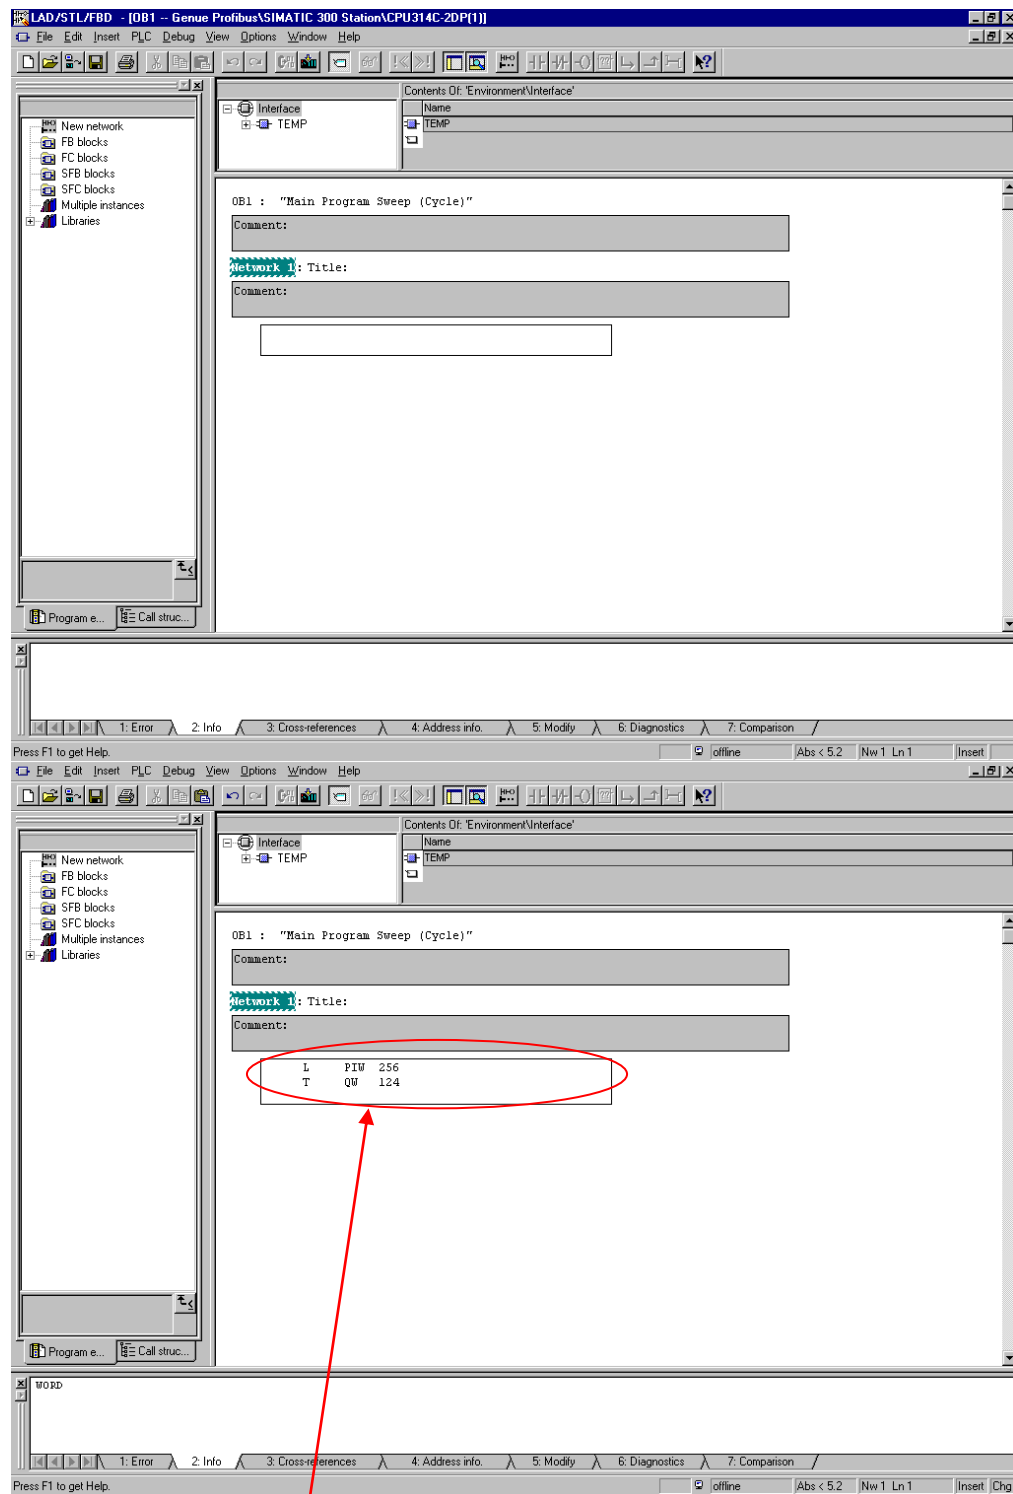 LAD/STL/FBD - [OB1 -- Genue Profibus\SIMATIC 300 Station\CPU314C-2DP(1)]
File Edit Insert PLC Debug View Options Window Help
Contents Of: 'Environment\Interface'
Interface
TEMP
Name
TEMP
New network
FB blocks
FC blocks
SFB blocks
SFC blocks
Multiple instances
Libraries
OB1 : "Main Program Sweep (Cycle)"
Comment:
Network 1: Title:
Comment:
Program e... Call struc...
1: Error 2: Info 3: Cross-references 4: Address info. 5: Modify 6: Diagnostics 7: Comparison
Press F1 to get Help. offline Abs < 5.2 Nw 1 Ln 1 Insert
File Edit Insert PLC Debug View Options Window Help
Contents Of: 'Environment\Interface'
Interface
TEMP
Name
TEMP
New network
FB blocks
FC blocks
SFB blocks
SFC blocks
Multiple instances
Libraries
OB1 : "Main Program Sweep (Cycle)"
Comment:
Network 1: Title:
Comment:
L PIW 256
T QW 124
Program e... Call struc...
WORD
1: Error 2: Info 3: Cross-references 4: Address info. 5: Modify 6: Diagnostics 7: Comparison
Press F1 to get Help. offline Abs < 5.2 Nw 1 Ln 1 Insert Chg